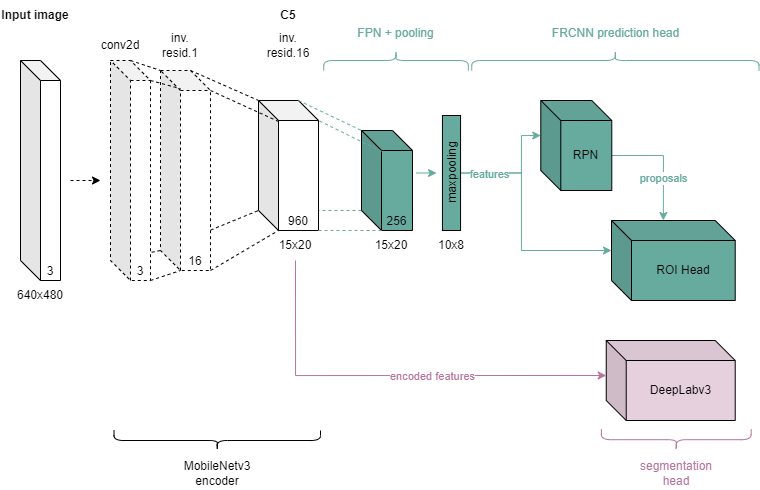 Input image
conv2d
inv.
resid.1
C5
inv.
resid.16
FPN + pooling
FRCNN prediction head
3
640x480
3
16
960
15x20
256
15x20
maxpooling
10x8
features
RPN
proposals
ROI Head
encoded features
DeepLabv3
MobileNetv3
encoder
segmentation
head